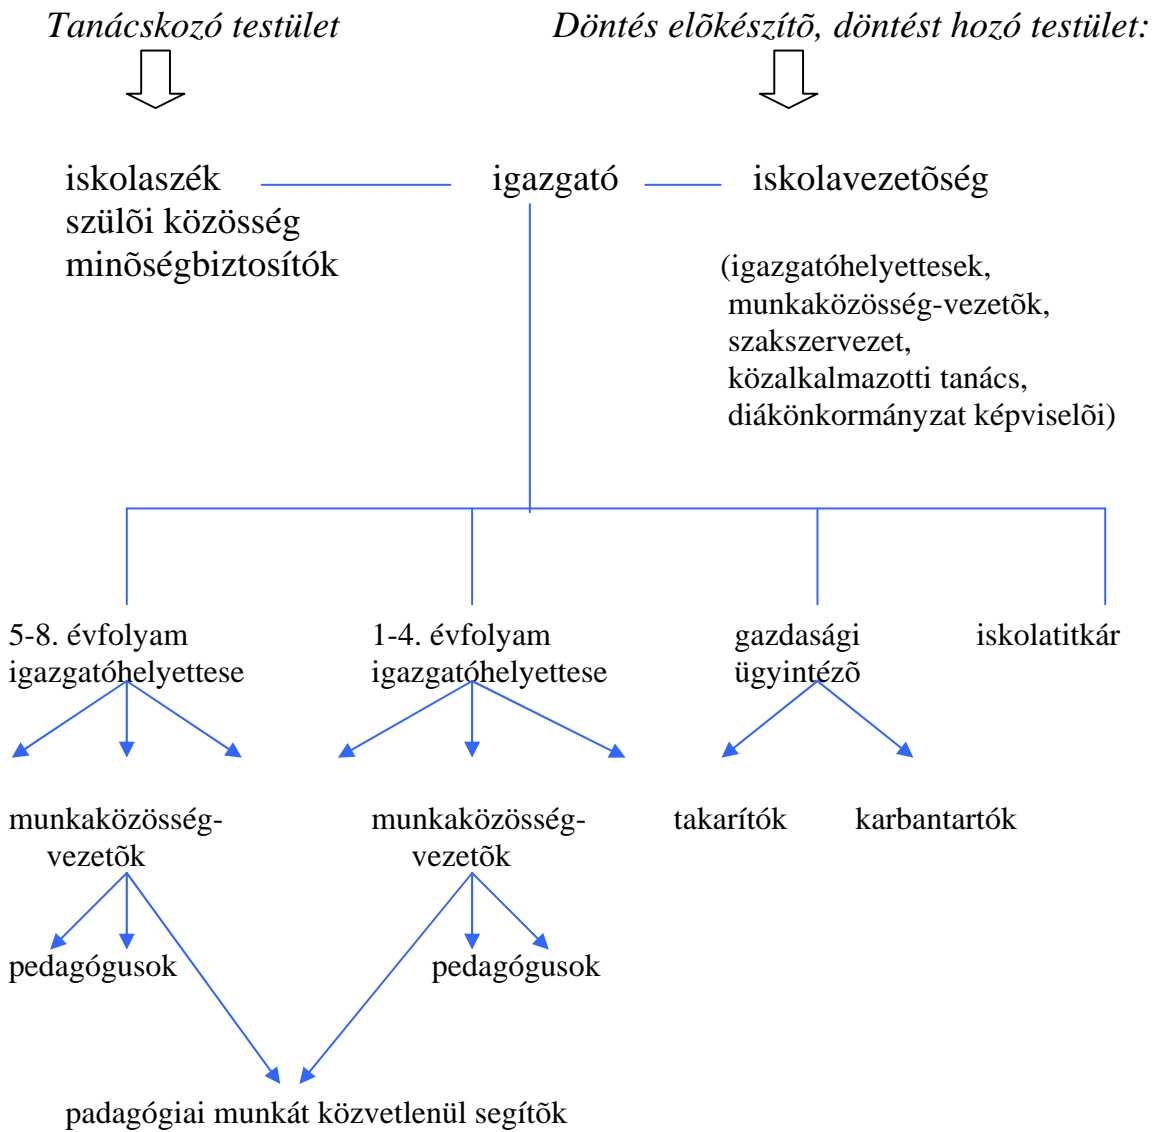 Tanácskozó testület
Döntés elõkészítõ, döntést hozó testület:
iskolaszék
szülõi közösség
minõségbiztosítók
igazgató
iskolavezetõség
(igazgatóhelyettesek,
munkaközösség-vezetõk,
szakszervezet,
közalkalmazotti tanács,
diákönkormányzat képviselõi)
5-8. évfolyam
igazgatóhelyettese
1-4. évfolyam
igazgatóhelyettese
gazdasági
ügyintézõ
iskolatitkár
munkaközösség-
vezetõk
munkaközösség-
vezetõk
takarítók
karbantartók
pedagógusok
pedagógusok
padagógiai munkát közvetlenül segítõk